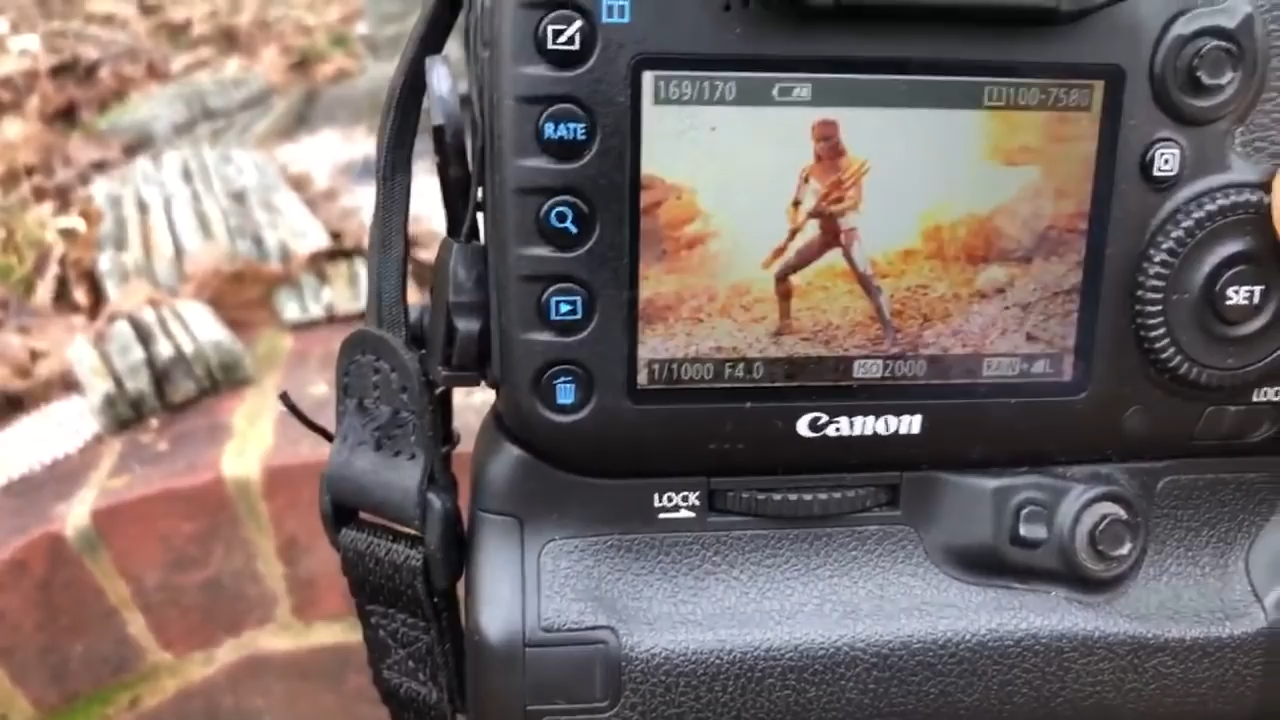 169/170
100-7580
RATE
SET
1/1000 F4.0 ISO 2000 RAW+L
Canon
LOCK